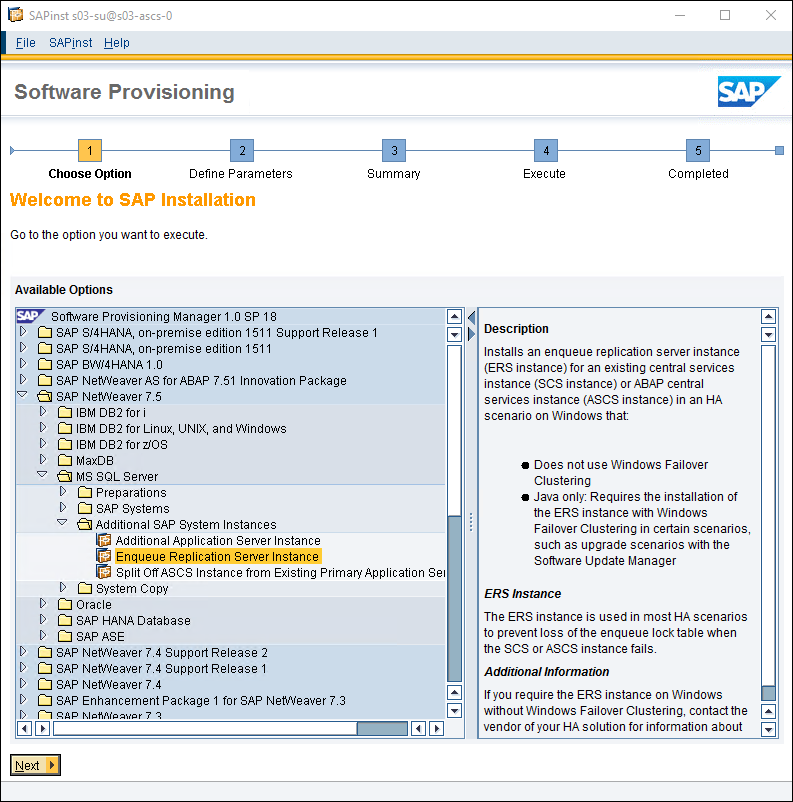 SAPinst s03-su@s03-ascs-0
File SAPinst Help
Software Provisioning
SAP
1 2 3 4 5
Choose Option Define Parameters Summary Execute Completed
Welcome to SAP Installation
Go to the option you want to execute.
Available Options
SAP Software Provisioning Manager 1.0 SP 18
SAP S/4HANA, on-premise edition 1511 Support Release 1
SAP S/4HANA, on-premise edition 1511
SAP BW/4HANA 1.0
SAP NetWeaver AS for ABAP 7.51 Innovation Package
SAP NetWeaver 7.5
IBM DB2 for i
IBM DB2 for Linux, UNIX, and Windows
IBM DB2 for z/OS
MaxDB
MS SQL Server
Preparations
SAP Systems
Additional SAP System Instances
Additional Application Server Instance
Enqueue Replication Server Instance
Split Off ASCS Instance from Existing Primary Application Ser
System Copy
Oracle
SAP HANA Database
SAP ASE
SAP NetWeaver 7.4 Support Release 2
SAP NetWeaver 7.4 Support Release 1
SAP NetWeaver 7.4
SAP Enhancement Package 1 for SAP NetWeaver 7.3
SAP NetWeaver 7.3
Description
Installs an enqueue replication server instance
(ERS instance) for an existing central services
instance (SCS instance) or ABAP central
services instance (ASCS instance) in an HA
scenario on Windows that:
Does not use Windows Failover
Clustering
Java only: Requires the installation of
the ERS instance with Windows
Failover Clustering in certain scenarios,
such as upgrade scenarios with the
Software Update Manager
ERS Instance
The ERS instance is used in most HA scenarios
to prevent loss of the enqueue lock table when
the SCS or ASCS instance fails.
Additional Information
If you require the ERS instance on Windows
without Windows Failover Clustering, contact the
vendor of your HA solution for information about
Next